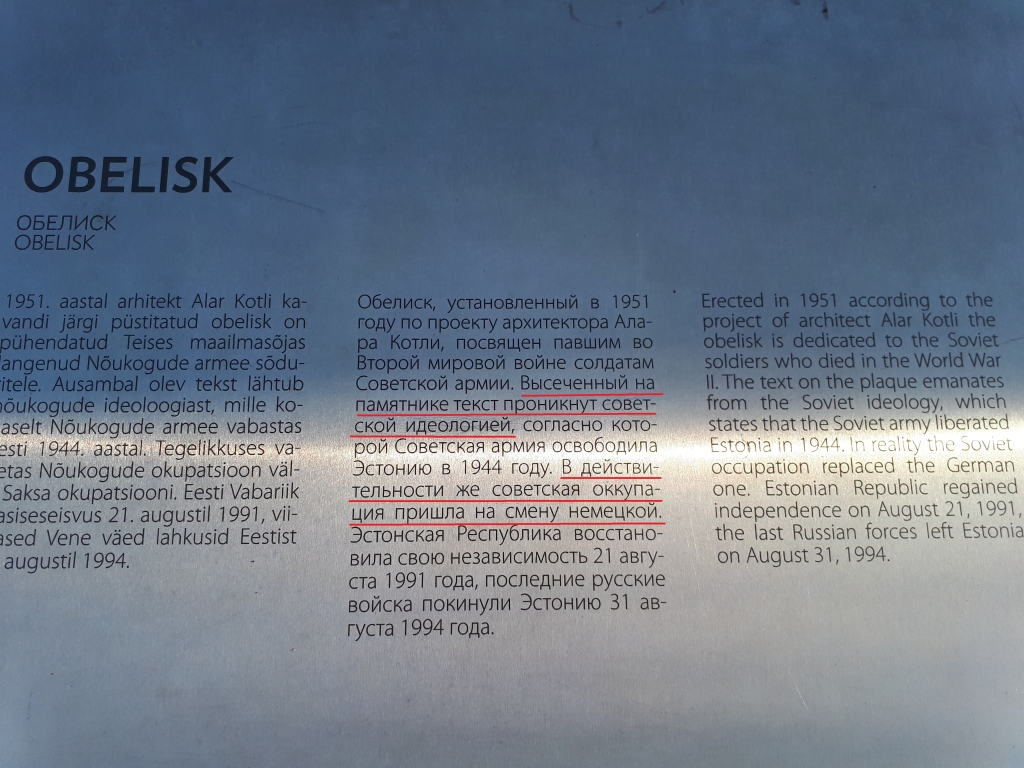 OBELISK
ОБЕЛИСК
OBELISK
1951. aastal arhitekt Alar Kotli ka-
vandi järgi püstitatud obelisk on
pühendatud Teises maailmasõjas
langenud Nõukogude armee sõdu-
ritele. Ausambal olev tekst lähtub
nõukogude ideoloogiast, mille ko-
aselt Nõukogude armee vabastas
esti 1944. aastal. Tegelikkuses va-
etas Nõukogude okupatsioon väl-
Saksa okupatsiooni. Eesti Vabariik
asiseseisvus 21. augustil 1991, vii-
ased Vene väed lahkusid Eestist
augustil 1994.
Обелиск, установленный в 1951
году по проекту архитектора Ала-
ра Котли, посвящен павшим во
Второй мировой войне солдатам
Советской армии. Высеченный на
памятнике текст проникнут совет-
ской идеологией, согласно кото-
рой Советская армия освободила
Эстонию в 1944 году. В действи-
тельности же советская оккупа-
ция пришла на смену немецкой.
Эстонская Республика восстано-
вила свою независимость 21 авгу-
ста 1991 года, последние русские
войска покинули Эстонию 31 ав-
густа 1994 года.
Erected in 1951 according to the
project of architect Alar Kotli the
obelisk is dedicated to the Soviet
soldiers who died in the World War
II. The text on the plaque emanates
from the Soviet ideology, which
states that the Soviet army liberated
Estonia in 1944. In reality the Soviet
occupation replaced the German
one. Estonian Republic regained
independence on August 21, 1991,
the last Russian forces left Estonia
on August 31, 1994.